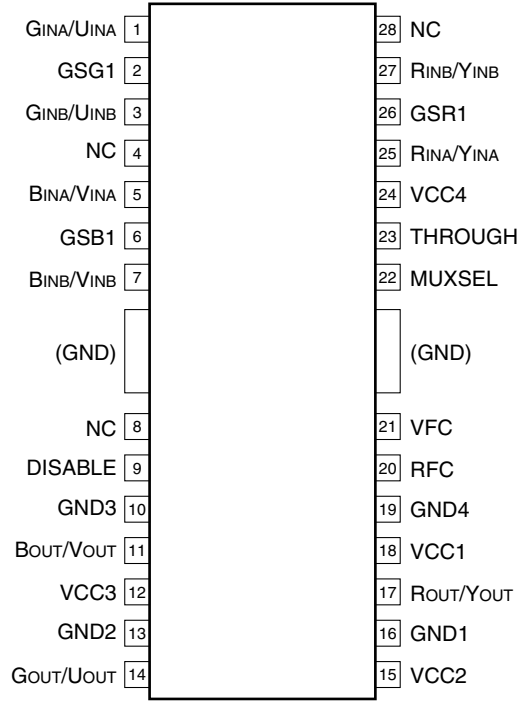 GINA/UINA 1 28 NC
GSG1 2 27 RINB/YINB
GINB/UINB 3 26 GSR1
NC 4 25 RINA/YINA
BINA/VINA 5 24 VCC4
GSB1 6 23 THROUGH
BINB/VINB 7 22 MUXSEL
(GND) (GND)
NC 8 21 VFC
DISABLE 9 20 RFC
GND3 10 19 GND4
BOUT/VOUT 11 18 VCC1
VCC3 12 17 ROUT/YOUT
GND2 13 16 GND1
GOUT/UOUT 14 15 VCC2